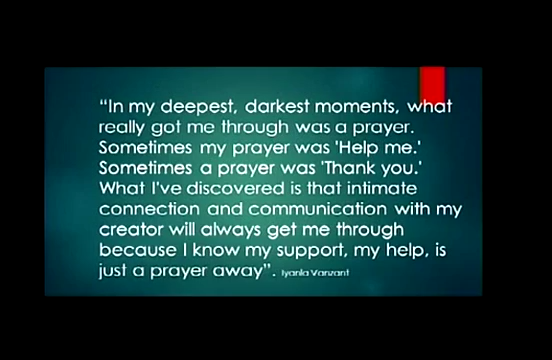 “In my deepest, darkest moments, what
really got me through was a prayer.
Sometimes my prayer was 'Help me.'
Sometimes a prayer was 'Thank you.'
What I've discovered is that intimate
connection and communication with my
creator will always get me through
because I know my support, my help, is
just a prayer away”. Iyanla Vanzant